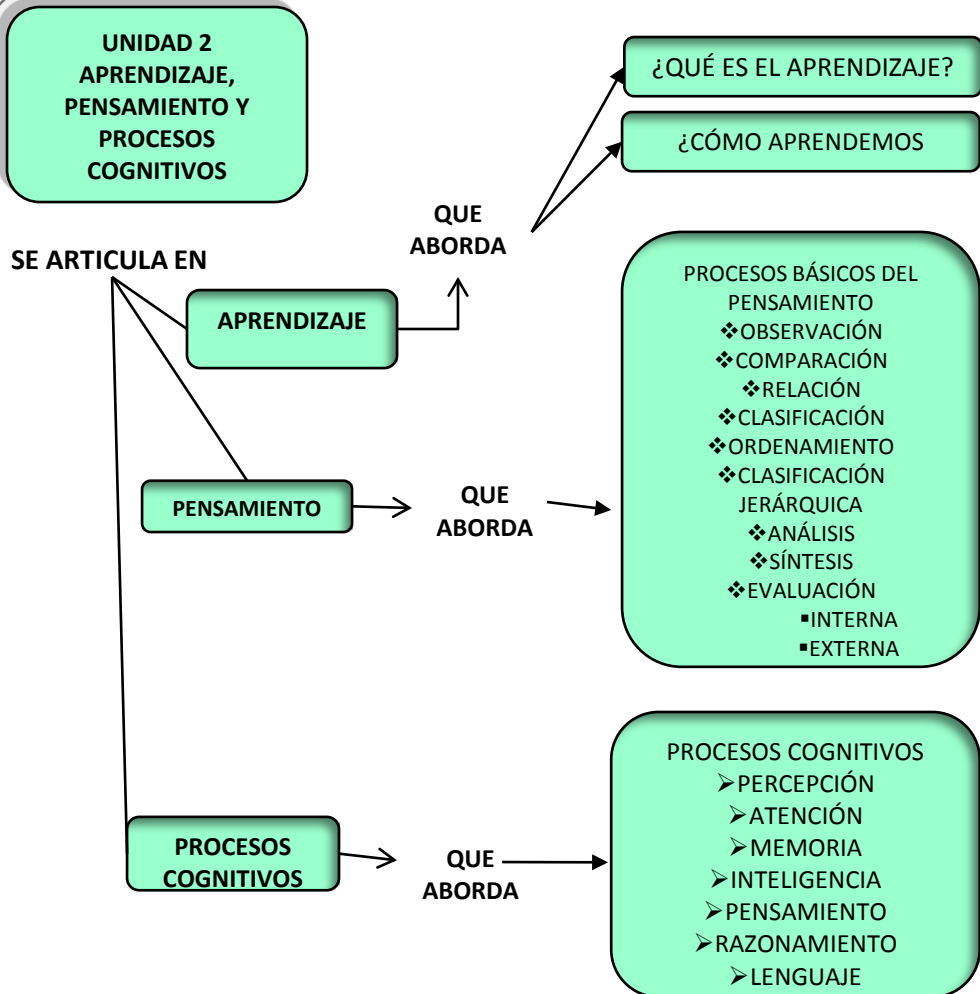 UNIDAD 2
APRENDIZAJE,
PENSAMIENTO Y
PROCESOS
COGNITIVOS
SE ARTICULA EN
APRENDIZAJE
QUE
ABORDA
¿QUÉ ES EL APRENDIZAJE?
¿CÓMO APRENDEMOS
PENSAMIENTO
QUE
ABORDA
PROCESOS BÁSICOS DEL
PENSAMIENTO
❖OBSERVACIÓN
❖COMPARACIÓN
❖RELACIÓN
❖CLASIFICACIÓN
❖ORDENAMIENTO
❖CLASIFICACIÓN
JERÁRQUICA
❖ANÁLISIS
❖SÍNTESIS
❖EVALUACIÓN
▪INTERNA
▪EXTERNA
PROCESOS
COGNITIVOS
QUE
ABORDA
PROCESOS COGNITIVOS
➢PERCEPCIÓN
➢ATENCIÓN
➢MEMORIA
➢INTELIGENCIA
➢PENSAMIENTO
➢RAZONAMIENTO
➢LENGUAJE